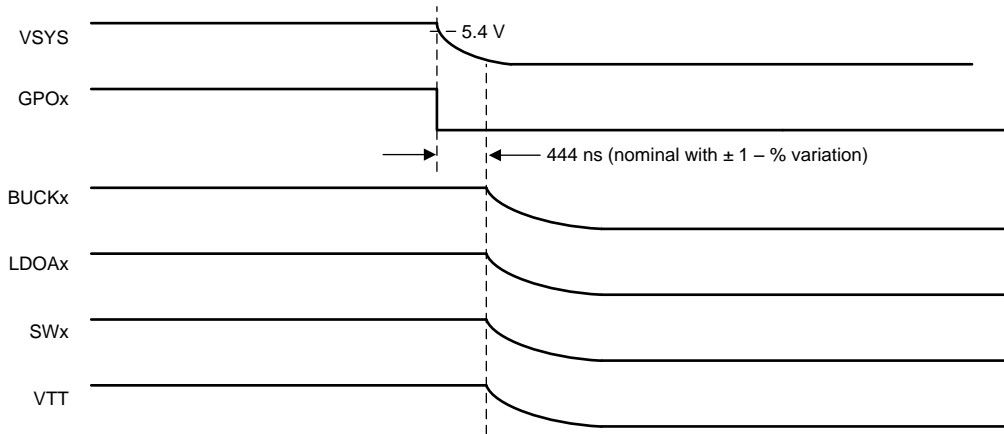 VSYS
5.4 V
GPOx
444 ns (nominal with ± 1 – % variation)
BUCKx
LDOAx
SWx
VTT